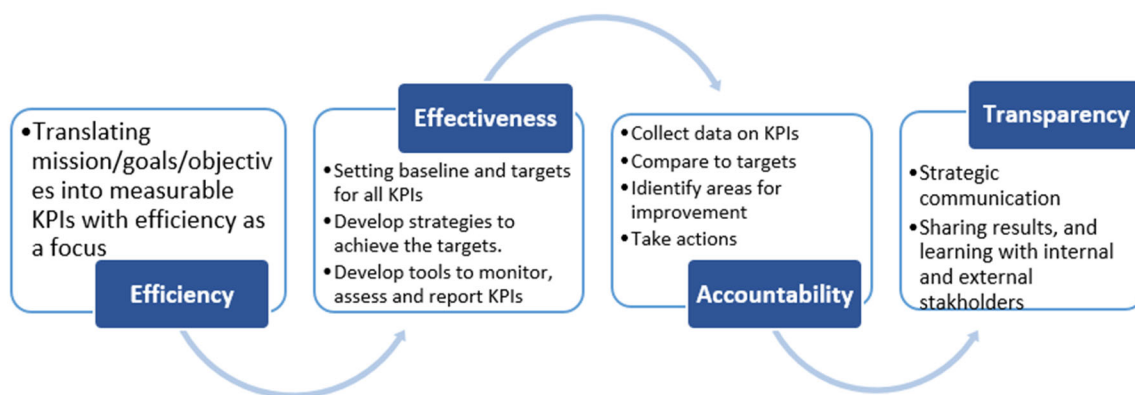 •Translating
mission/goals/objectiv
es into measurable
KPIs with efficiency as
a focus
Efficiency
Effectiveness
•Setting baseline and targets
for all KPIs
•Develop strategies to
achieve the targets.
•Develop tools to monitor,
assess and report KPIs
•Collect data on KPIs
•Compare to targets
•Idientify areas for
improvement
•Take actions
Accountability
Transparency
•Strategic
communication
•Sharing results, and
learning with internal
and external
stakholders